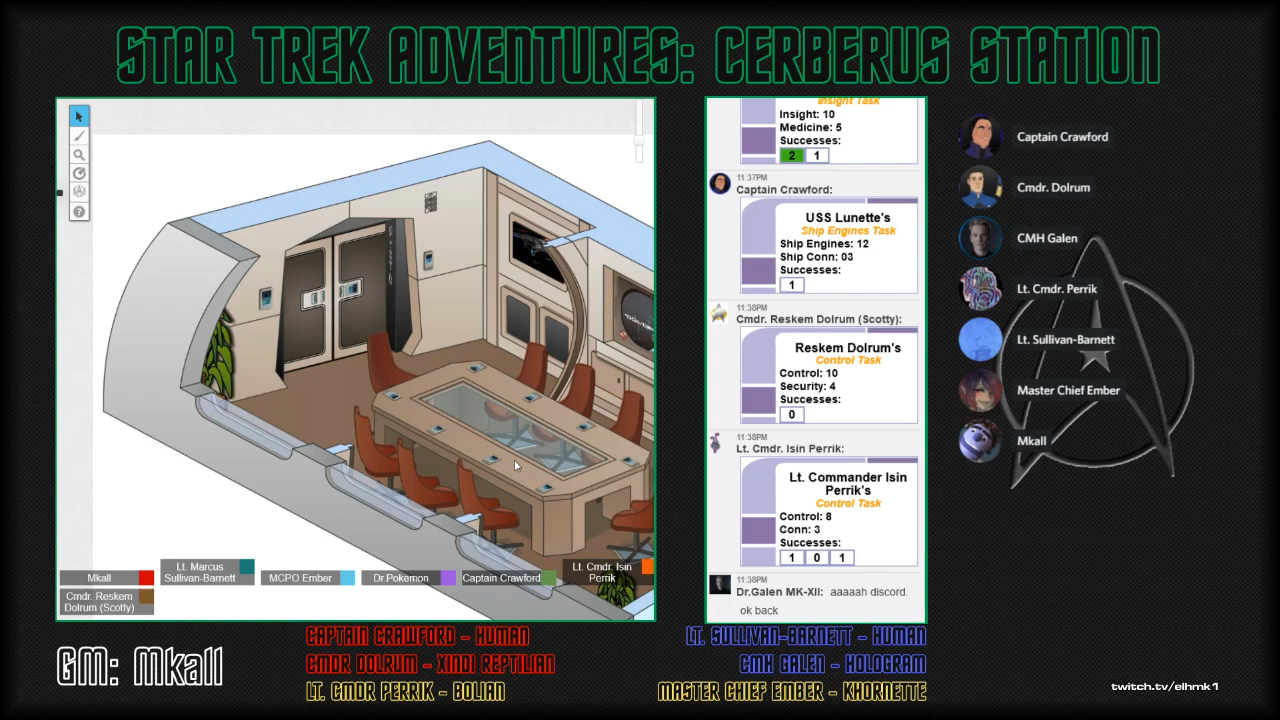 STAR TREK ADVENTURES: CERBERUS STATION
Insight Task
Insight: 10
Medicine: 5
Successes:
2 1
11:37PM
Captain Crawford:
USS Lunette's
Ship Engines Task
Ship Engines: 12
Ship Conn: 03
Successes:
1
11:38PM
Cmdr. Reskem Dolrum (Scotty):
Reskem Dolrum's
Control Task
Control: 10
Security: 4
Successes:
0
11:38PM
Lt. Cmdr. Isin Perrik:
Lt. Commander Isin
Perrik's
Control Task
Control: 8
Conn: 3
Successes:
1 0 1
11:38PM
Dr.Galen MK-XII: aaaaah discord.
ok back
Captain Crawford
Cmdr. Dolrum
CMH Galen
Lt. Cmdr. Perrik
Lt. Sullivan-Barnett
Master Chief Ember
Mkall
Mkall
Lt. Marcus
Sullivan-Barnett
MCPO Ember
Dr.Pokemon
Captain Crawford
Lt. Cmdr. Isin
Perrik
Cmdr. Reskem
Dolrum (Scotty)
GM: Mkall
CAPTAIN CRAWFORD - HUMAN
CMDR DOLRUM - XINDI REPTILIAN
LT. CMDR PERRIK - BOLIAN
LT. SULLIVAN-BARNETT - HUMAN
CMH GALEN - HOLOGRAM
MASTER CHIEF EMBER - KHORNETTE
twitch.tv/elhmk1